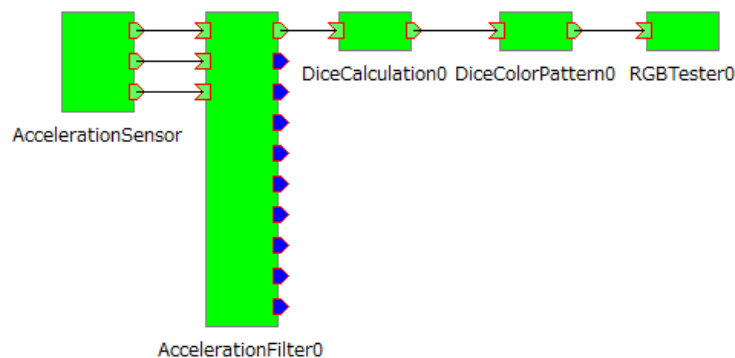 DiceCalculation0 DiceColorPattern0 RGBTester0
AccelerationSensor
AccelerationFilter0